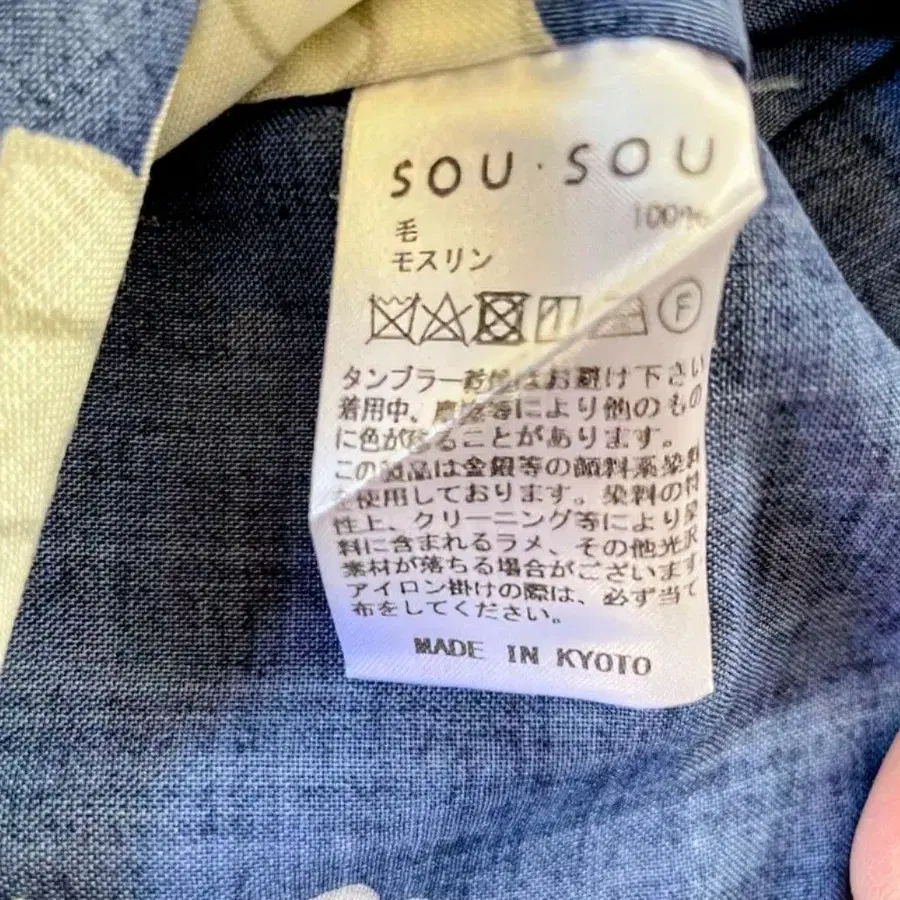 SOU・SOU
毛 100%
モスリン
F
タンブラー乾燥はお避け下さい
着用中、摩擦等により他のもの
に色が移ることがあります。
この製品は金銀等の顔料系染料
を使用しております。染料の特
性上、クリーニング等により染
料に含まれるラメ、その他光沢
素材が落ちる場合がございます
アイロン掛けの際は、必ず当て
布をしてください。
MADE IN KYOTO